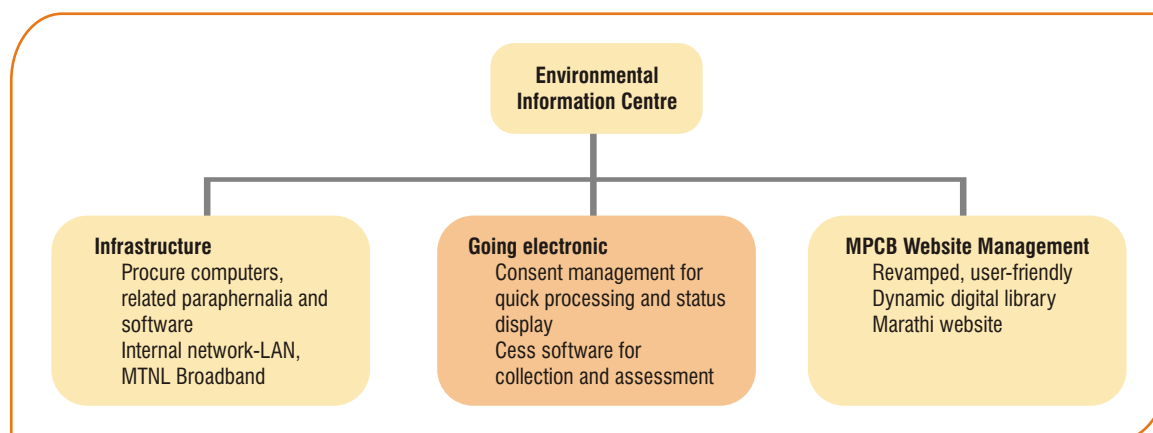 Environmental
Information Centre
Infrastructure
Procure computers,
related paraphernalia and
software
Internal network-LAN,
MTNL Broadband
Going electronic
Consent management for
quick processing and status
display
Cess software for
collection and assessment
MPCB Website Management
Revamped, user-friendly
Dynamic digital library
Marathi website